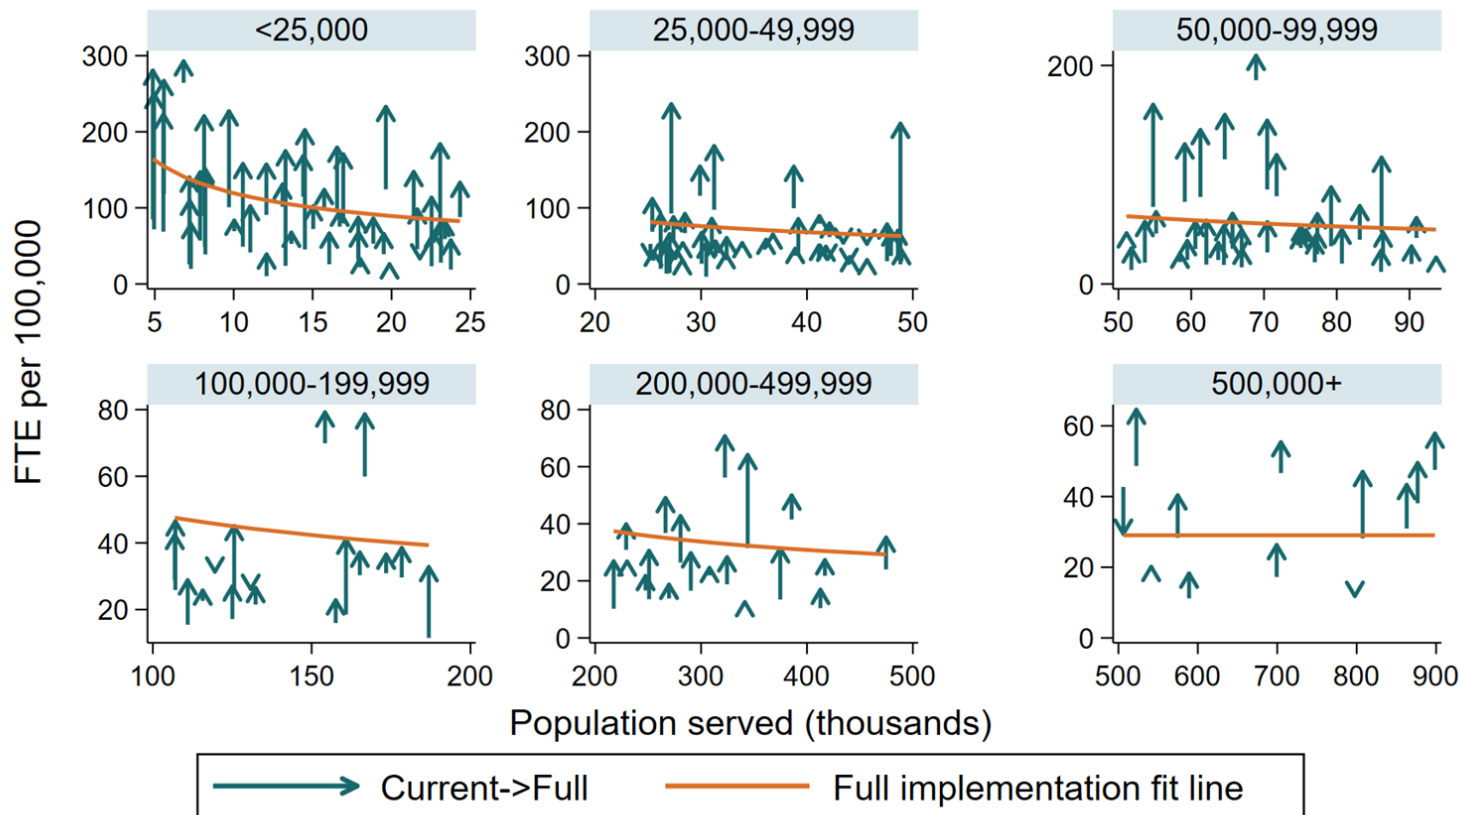 <25,000
25,000-49,999
50,000-99,999
300
200
100
0
5 10 15 20 25
300
200
100
0
20 30 40 50
200
0
50 60 70 80 90
FTE per 100,000
100,000-199,999
200,000-499,999
500,000+
80
60
40
20
100 150 200
80
60
40
20
0
200 300 400 500
60
40
20
0
500 600 700 800 900
Population served (thousands)
Current->Full
Full implementation fit line